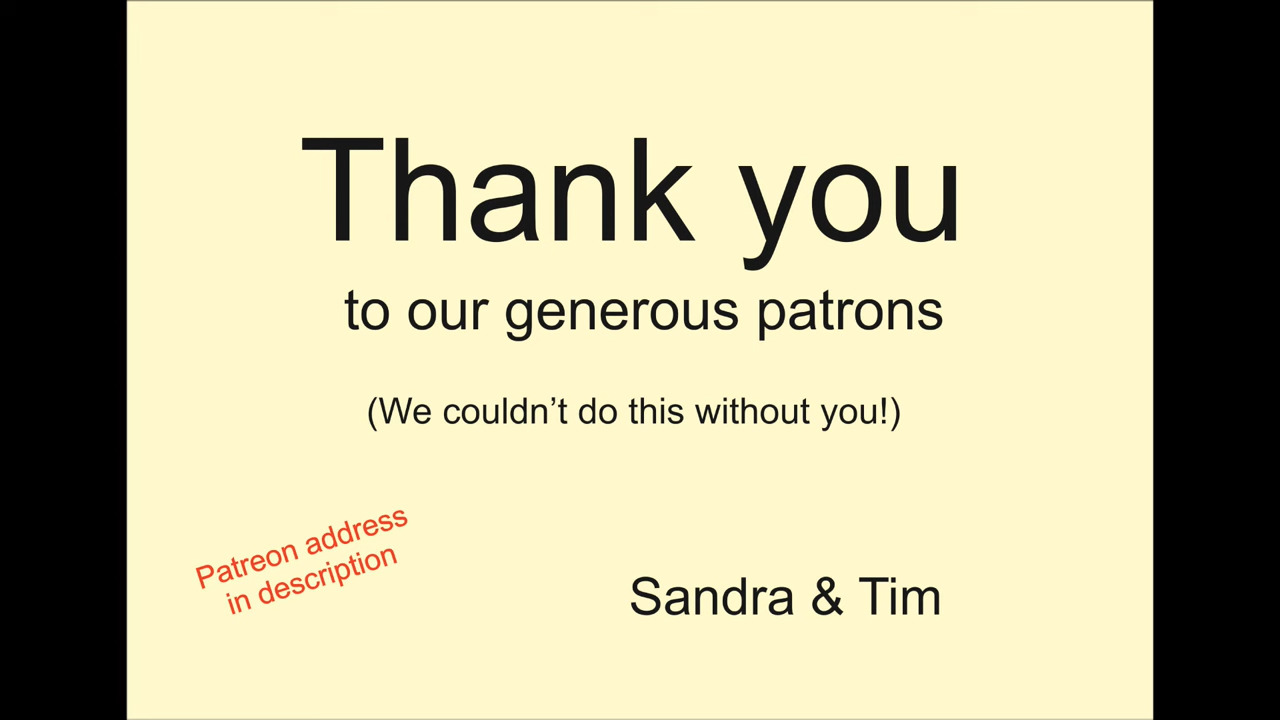 Thank you
to our generous patrons
(We couldn’t do this without you!)
Patreon address
in description
Sandra & Tim